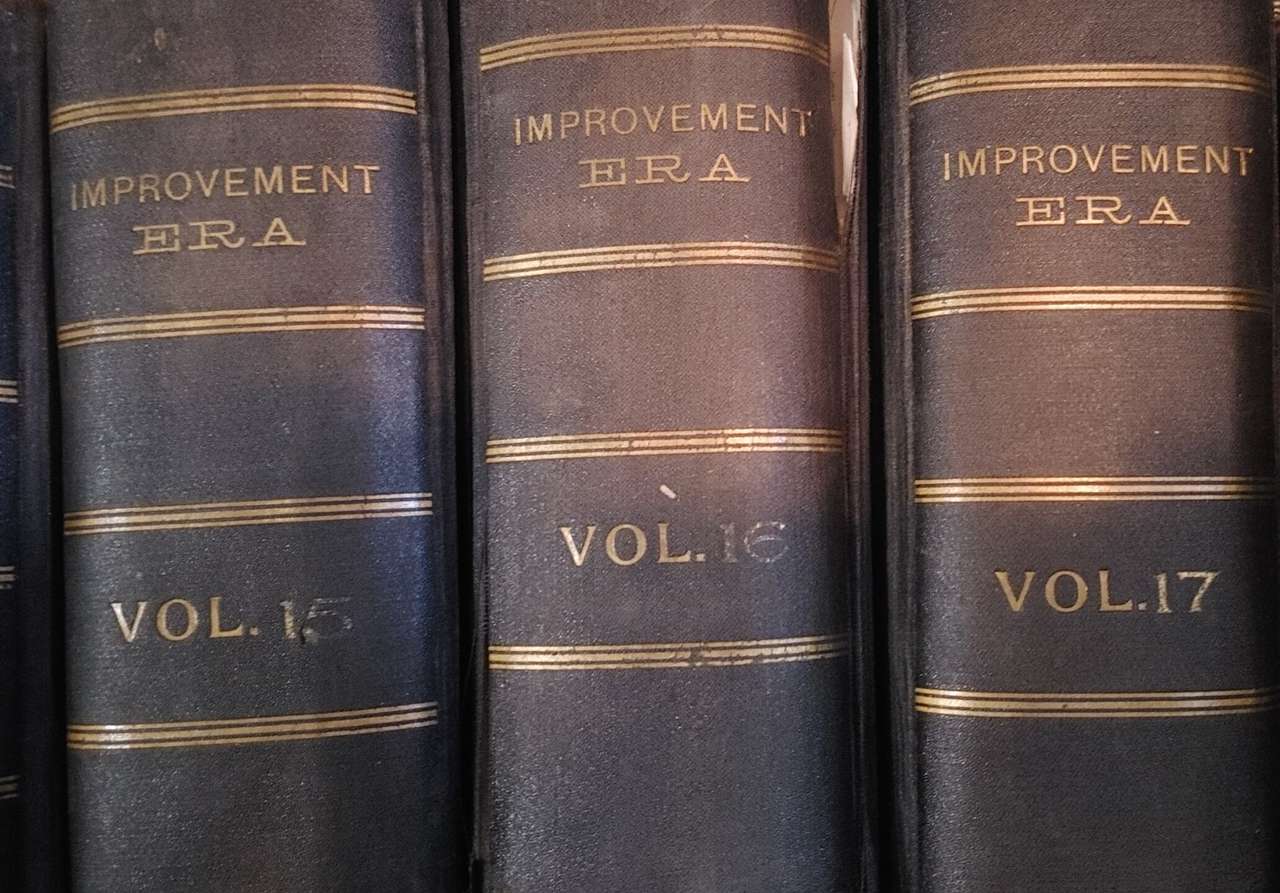 IMPROVEMENT
ERA
VOL. 15
IMPROVEMENT
ERA
VOL. 16
IMPROVEMENT
ERA
VOL. 17